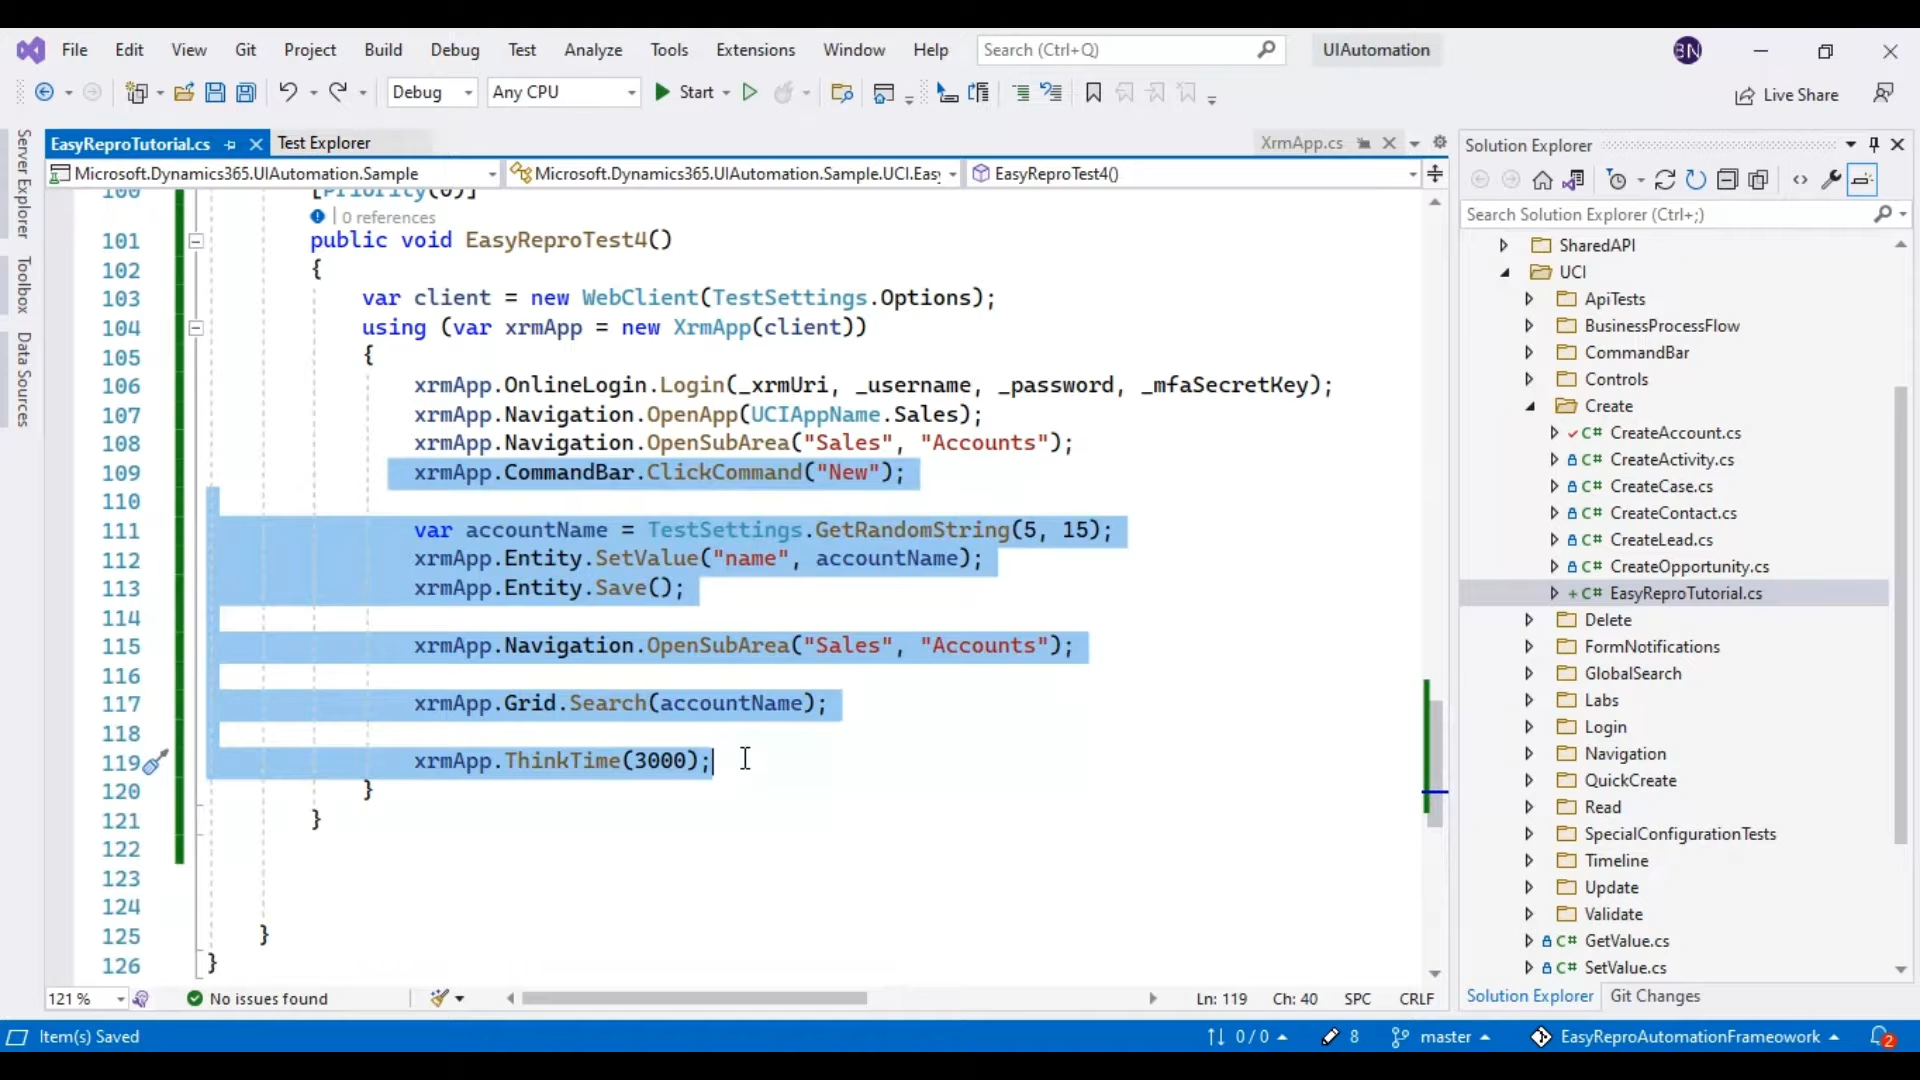 File Edit View Git Project Build Debug Test Analyze Tools Extensions Window Help Search (Ctrl+Q) UIAutomation BN
Debug Any CPU Start Live Share
Server Explorer
Toolbox
Data Sources
EasyReproTutorial.cs Test Explorer XrmApp.cs
Microsoft.Dynamics365.UIAutomation.Sample Microsoft.Dynamics365.UIAutomation.Sample.UCI.Easy EasyReproTest4()
100 [Priority(0)]
0 references
101 public void EasyReproTest4()
102 {
103 var client = new WebClient(TestSettings.Options);
104 using (var xrmApp = new XrmApp(client))
105 {
106 xrmApp.OnlineLogin.Login(_xrmUri, _username, _password, _mfaSecretKey);
107 xrmApp.Navigation.OpenApp(UCIAppName.Sales);
108 xrmApp.Navigation.OpenSubArea("Sales", "Accounts");
109 xrmApp.CommandBar.ClickCommand("New");
110
111 var accountName = TestSettings.GetRandomString(5, 15);
112 xrmApp.Entity.SetValue("name", accountName);
113 xrmApp.Entity.Save();
114
115 xrmApp.Navigation.OpenSubArea("Sales", "Accounts");
116
117 xrmApp.Grid.Search(accountName);
118
119 xrmApp.ThinkTime(3000);
120 }
121 }
122
123
124
125 }
126 }
121 % No issues found Ln: 119 Ch: 40 SPC CRLF
Solution Explorer
Search Solution Explorer (Ctrl+;)
SharedAPI
UCI
ApiTests
BusinessProcessFlow
CommandBar
Controls
Create
C# CreateAccount.cs
C# CreateActivity.cs
C# CreateCase.cs
C# CreateContact.cs
C# CreateLead.cs
C# CreateOpportunity.cs
+ C# EasyReproTutorial.cs
Delete
FormNotifications
GlobalSearch
Labs
Login
Navigation
QuickCreate
Read
SpecialConfigurationTests
Timeline
Update
Validate
C# GetValue.cs
C# SetValue.cs
Solution Explorer Git Changes
Item(s) Saved 0 / 0 8 master EasyReproAutomationFrameowork 2